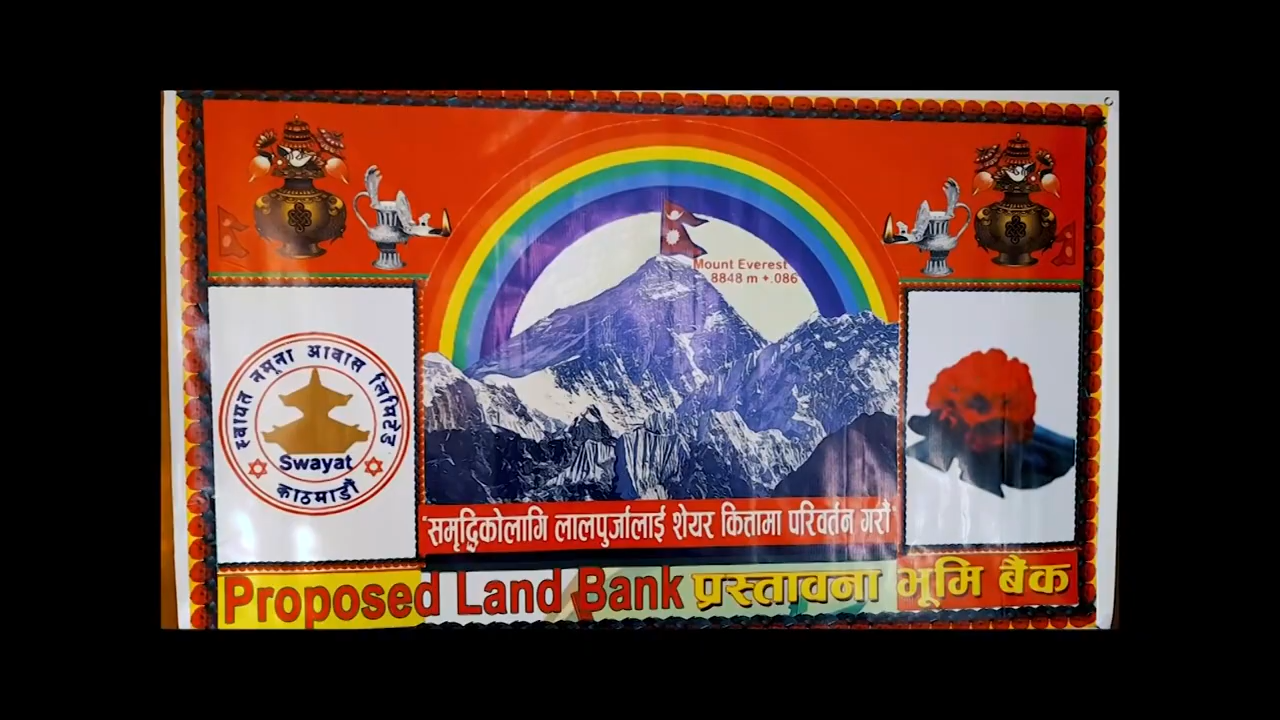 Mount Everest
8848 m +.086
स्वायत नमूना आवास लिमिटेड
Swayat
काठमाडौं
"समृद्धिकोलागि लालपुर्जालाई शेयर कित्तामा परिवर्तन गरौं"
Proposed Land Bank प्रस्तावना भूमि बैंक